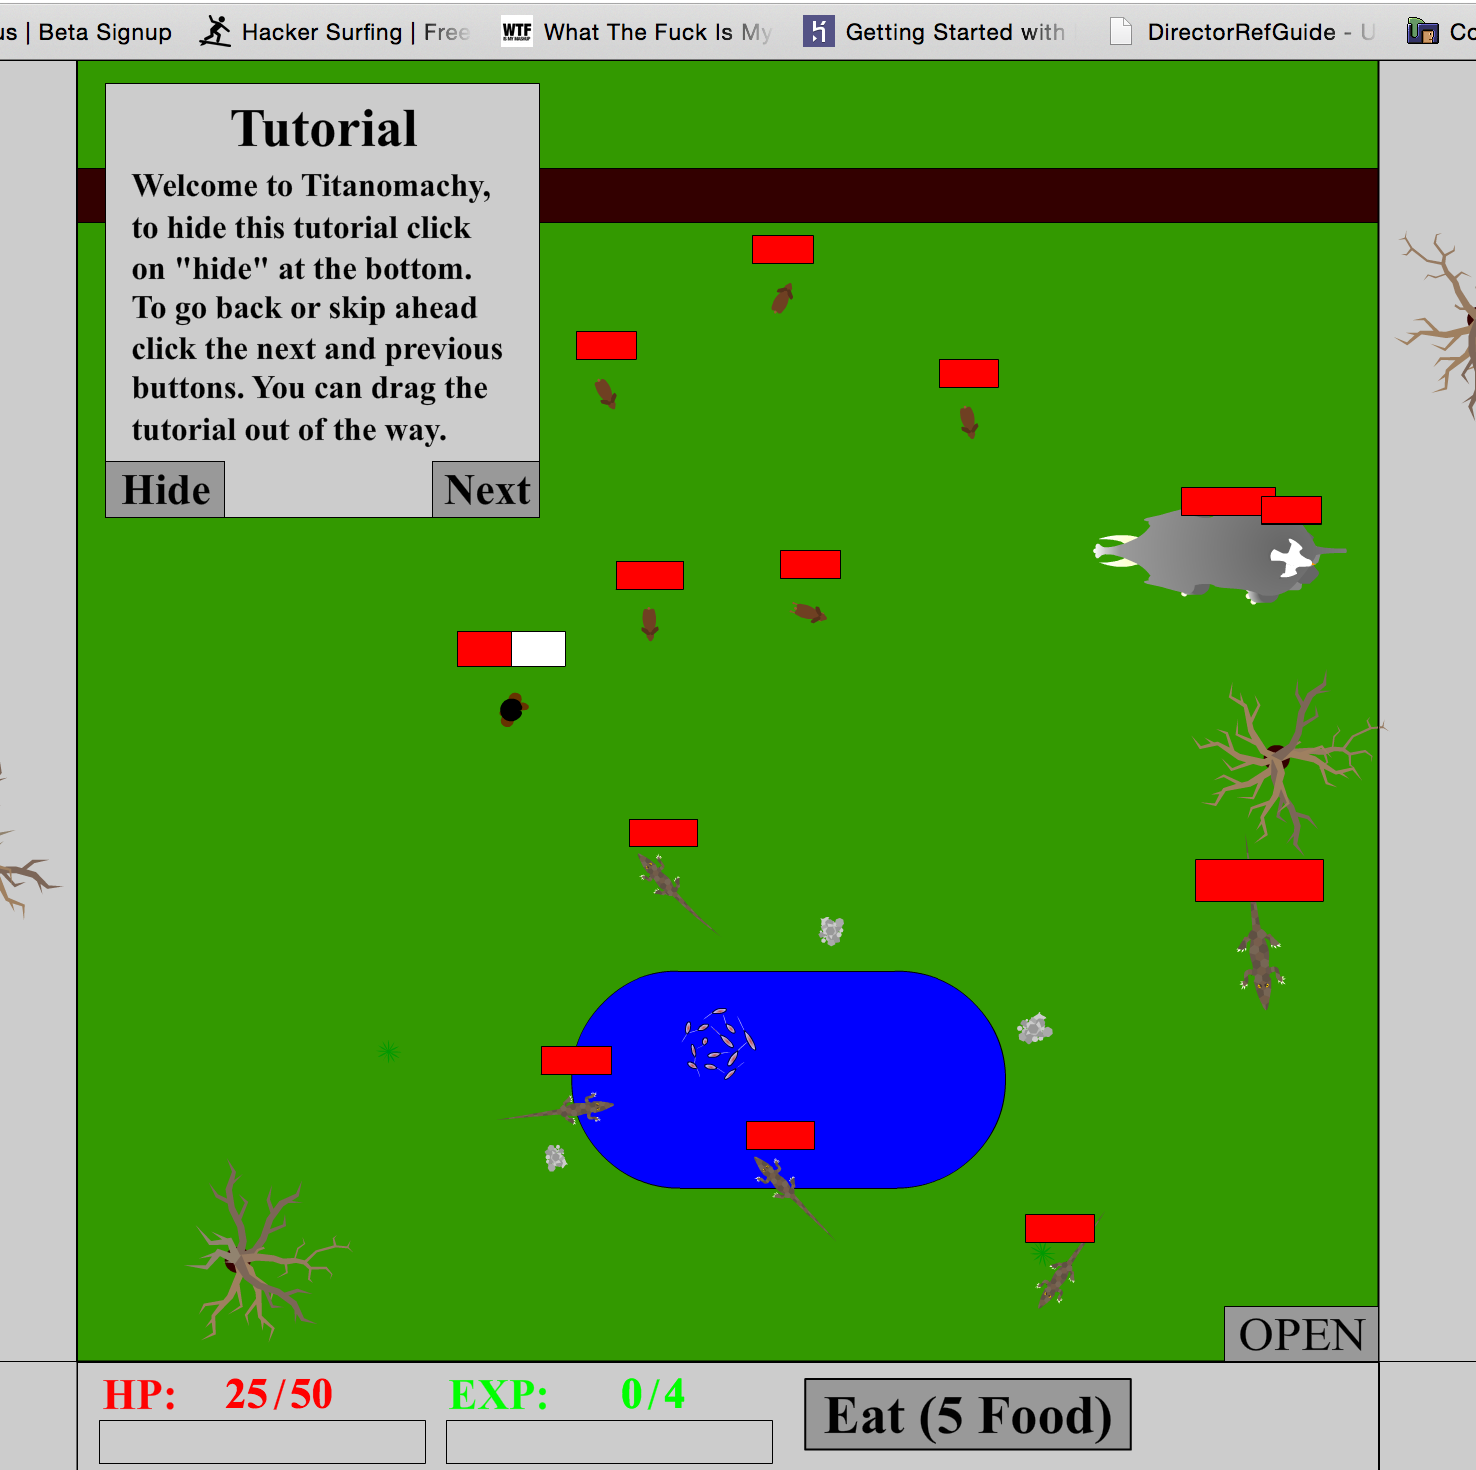 us | Beta Signup Hacker Surfing | Free WTF IS MY MASHUP What The Fuck Is My Getting Started with DirectorRefGuide - U Co
Tutorial
Welcome to Titanomachy,
to hide this tutorial click
on "hide" at the bottom.
To go back or skip ahead
click the next and previous
buttons. You can drag the
tutorial out of the way.
Hide Next
OPEN
HP: 25/50 EXP: 0/4
Eat (5 Food)